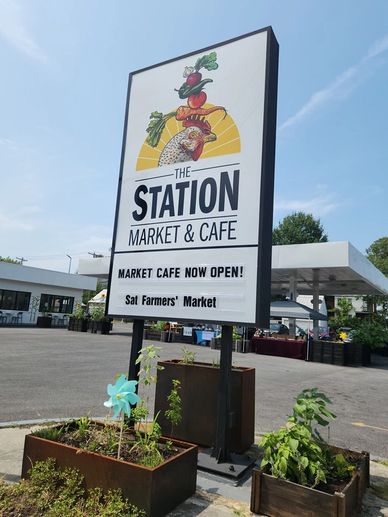 THE
STATION
MARKET & CAFE
MARKET CAFE NOW OPEN!
Sat Farmers' Market